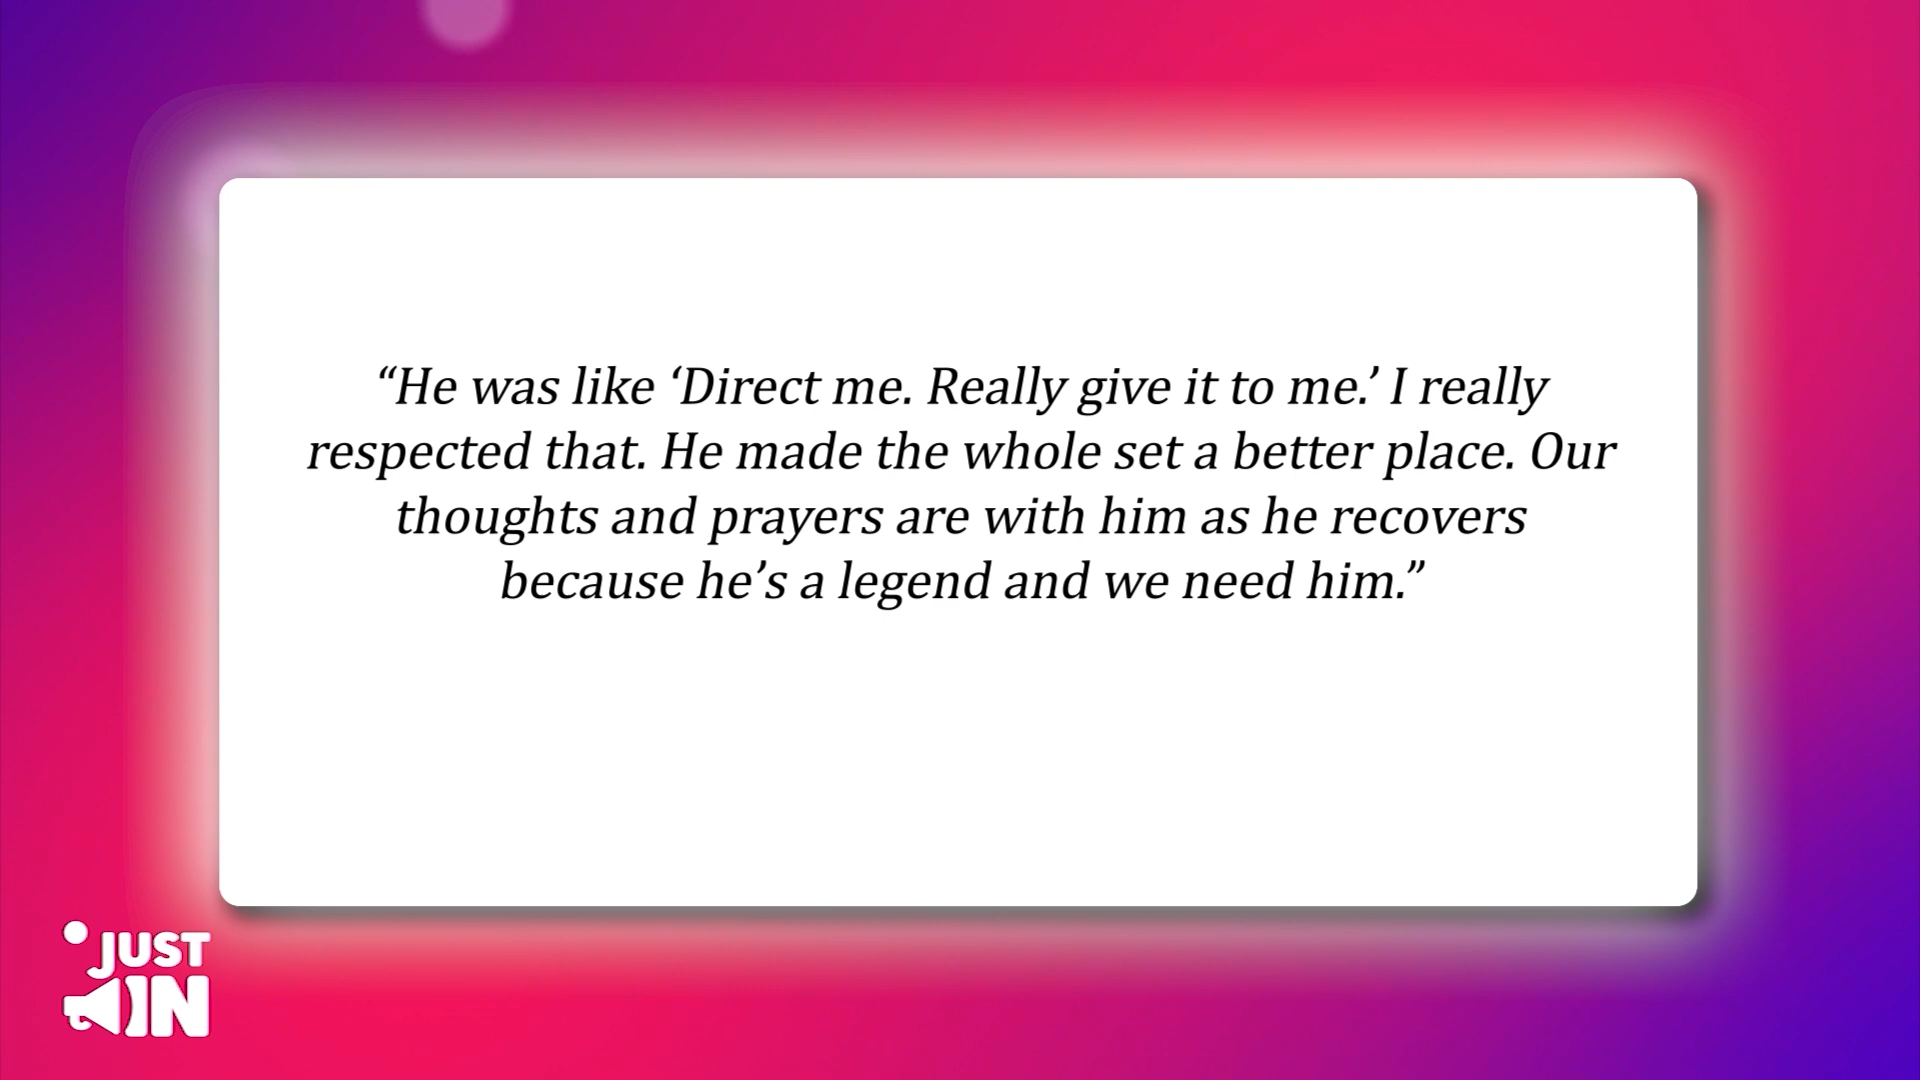 “He was like ‘Direct me. Really give it to me.’ I really
respected that. He made the whole set a better place. Our
thoughts and prayers are with him as he recovers
because he’s a legend and we need him.”
JUST
IN